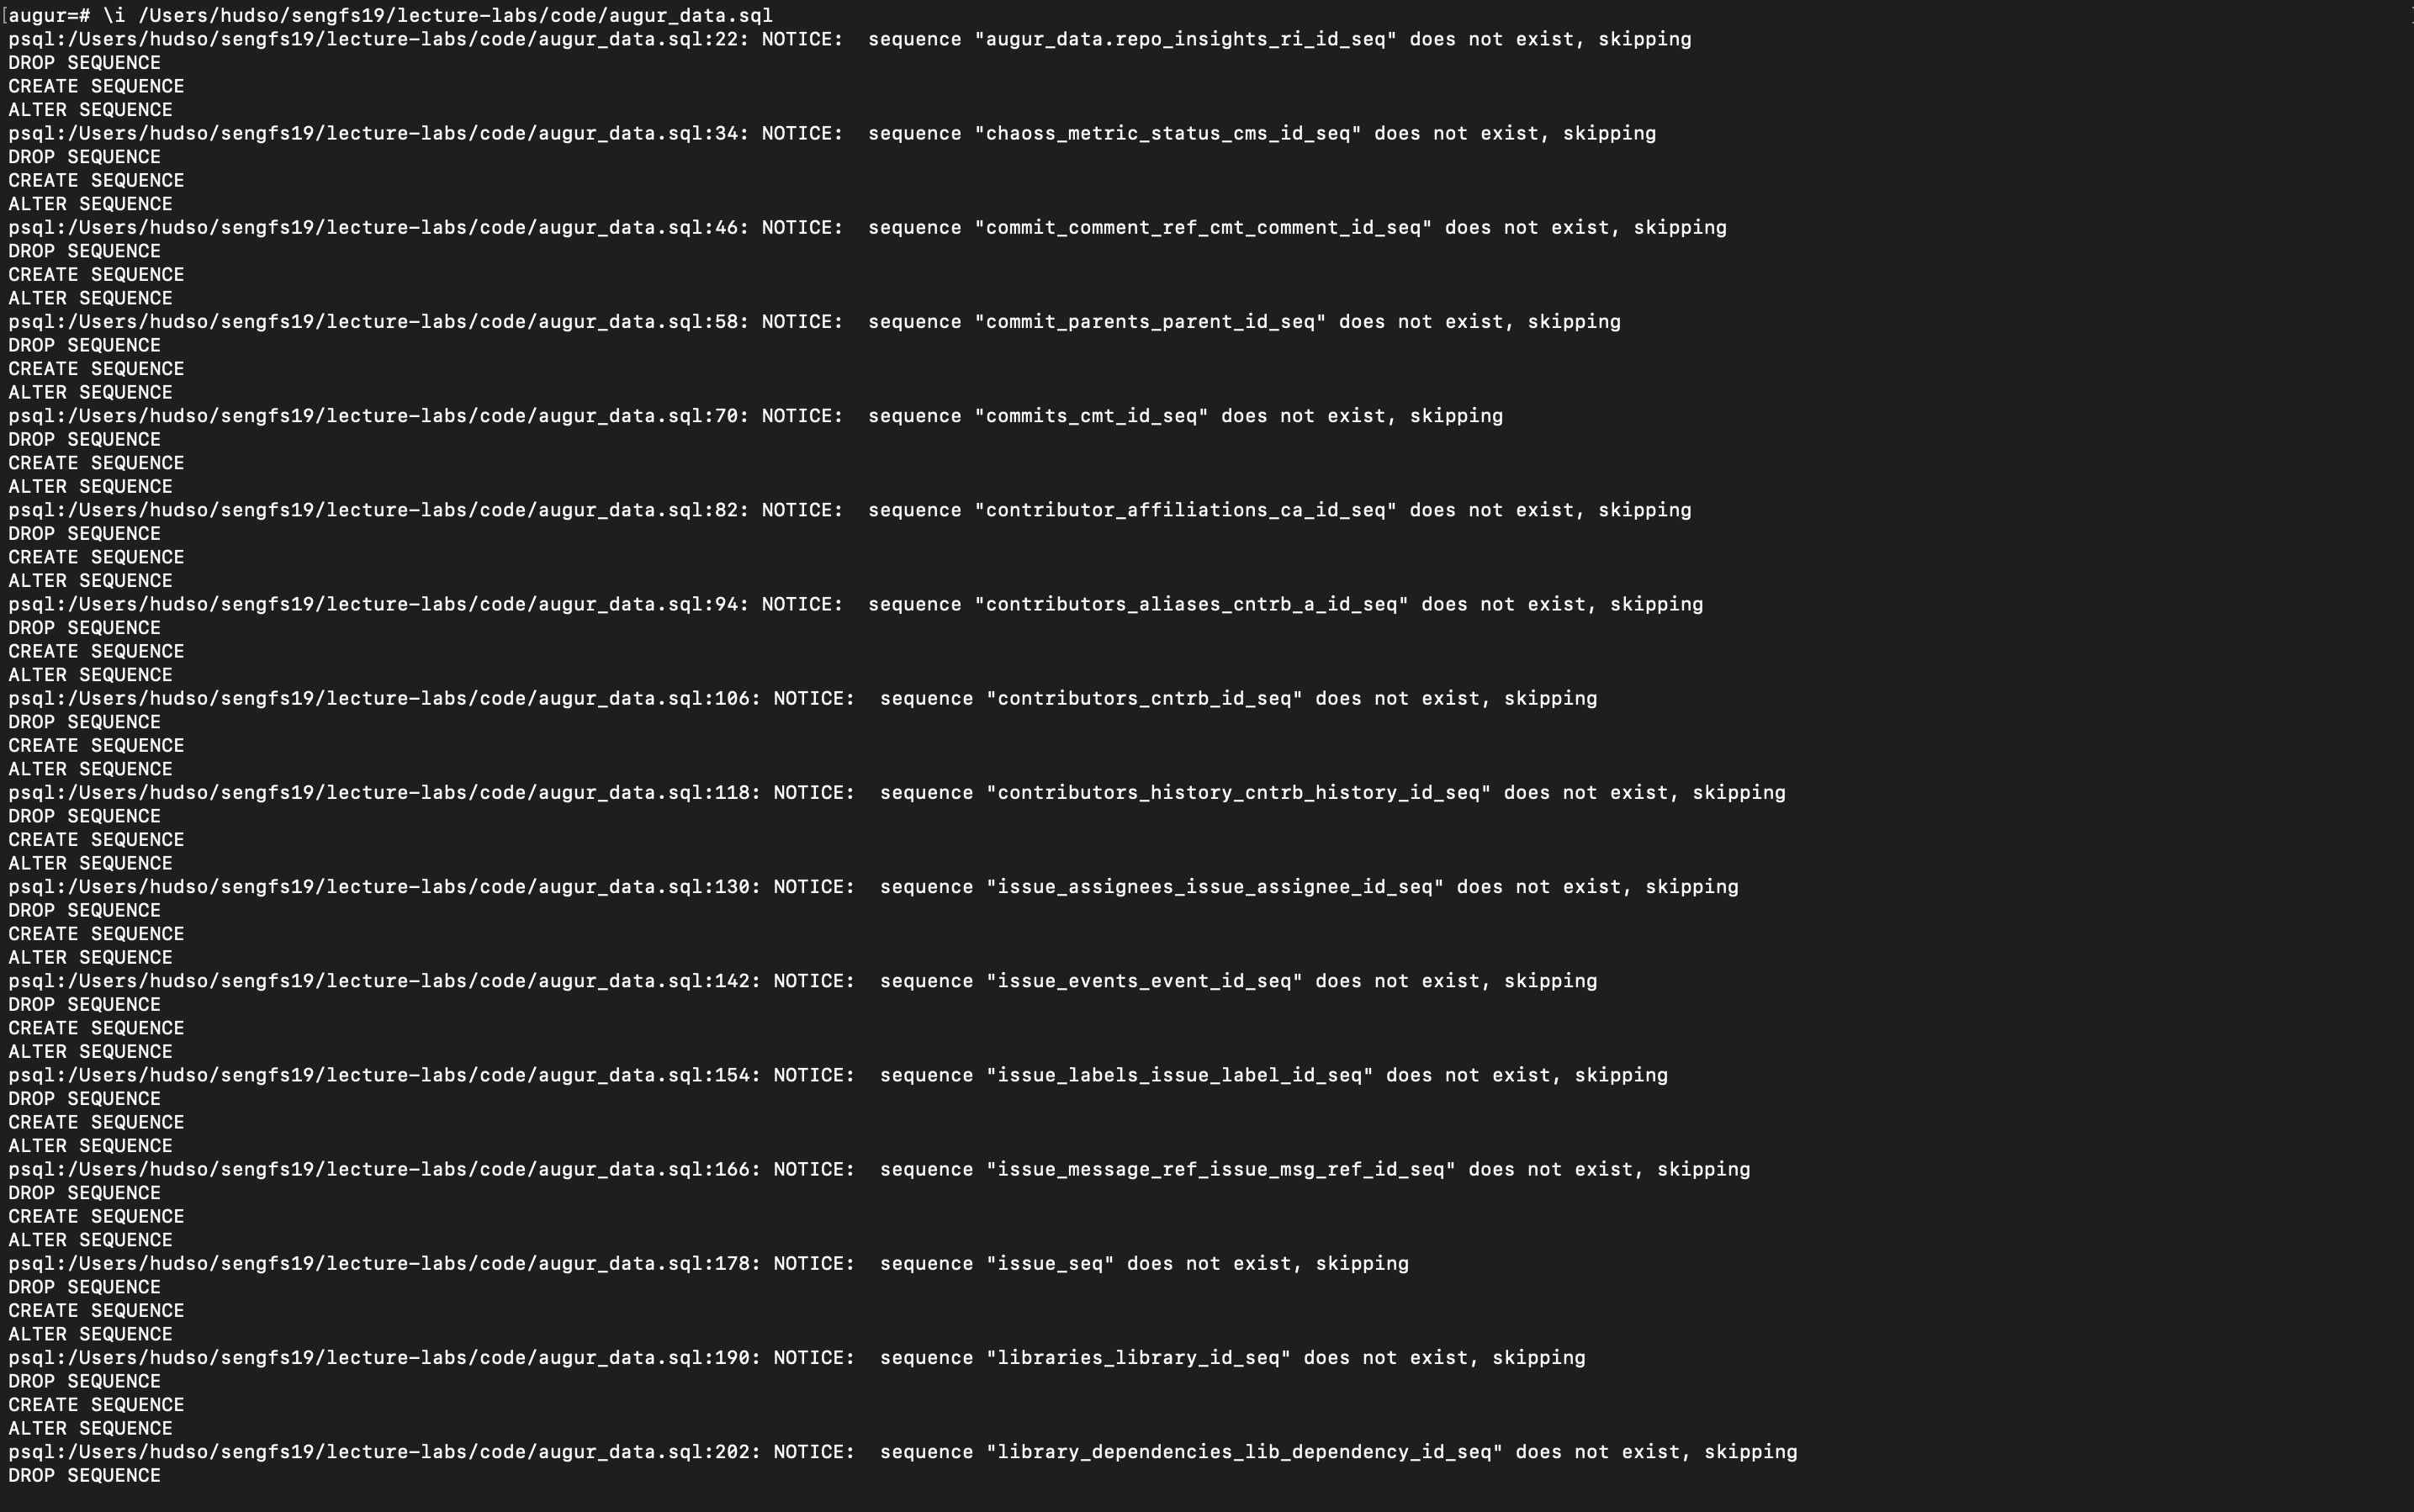 augur=# \i /Users/hudso/sengfs19/lecture-labs/code/augur_data.sql
psql:/Users/hudso/sengfs19/lecture-labs/code/augur_data.sql:22: NOTICE:  sequence "augur_data.repo_insights_ri_id_seq" does not exist, skipping
DROP SEQUENCE
CREATE SEQUENCE
ALTER SEQUENCE
psql:/Users/hudso/sengfs19/lecture-labs/code/augur_data.sql:34: NOTICE:  sequence "chaoss_metric_status_cms_id_seq" does not exist, skipping
DROP SEQUENCE
CREATE SEQUENCE
ALTER SEQUENCE
psql:/Users/hudso/sengfs19/lecture-labs/code/augur_data.sql:46: NOTICE:  sequence "commit_comment_ref_cmt_comment_id_seq" does not exist, skipping
DROP SEQUENCE
CREATE SEQUENCE
ALTER SEQUENCE
psql:/Users/hudso/sengfs19/lecture-labs/code/augur_data.sql:58: NOTICE:  sequence "commit_parents_parent_id_seq" does not exist, skipping
DROP SEQUENCE
CREATE SEQUENCE
ALTER SEQUENCE
psql:/Users/hudso/sengfs19/lecture-labs/code/augur_data.sql:70: NOTICE:  sequence "commits_cmt_id_seq" does not exist, skipping
DROP SEQUENCE
CREATE SEQUENCE
ALTER SEQUENCE
psql:/Users/hudso/sengfs19/lecture-labs/code/augur_data.sql:82: NOTICE:  sequence "contributor_affiliations_ca_id_seq" does not exist, skipping
DROP SEQUENCE
CREATE SEQUENCE
ALTER SEQUENCE
psql:/Users/hudso/sengfs19/lecture-labs/code/augur_data.sql:94: NOTICE:  sequence "contributors_aliases_cntrb_a_id_seq" does not exist, skipping
DROP SEQUENCE
CREATE SEQUENCE
ALTER SEQUENCE
psql:/Users/hudso/sengfs19/lecture-labs/code/augur_data.sql:106: NOTICE:  sequence "contributors_cntrb_id_seq" does not exist, skipping
DROP SEQUENCE
CREATE SEQUENCE
ALTER SEQUENCE
psql:/Users/hudso/sengfs19/lecture-labs/code/augur_data.sql:118: NOTICE:  sequence "contributors_history_cntrb_history_id_seq" does not exist, skipping
DROP SEQUENCE
CREATE SEQUENCE
ALTER SEQUENCE
psql:/Users/hudso/sengfs19/lecture-labs/code/augur_data.sql:130: NOTICE:  sequence "issue_assignees_issue_assignee_id_seq" does not exist, skipping
DROP SEQUENCE
CREATE SEQUENCE
ALTER SEQUENCE
psql:/Users/hudso/sengfs19/lecture-labs/code/augur_data.sql:142: NOTICE:  sequence "issue_events_event_id_seq" does not exist, skipping
DROP SEQUENCE
CREATE SEQUENCE
ALTER SEQUENCE
psql:/Users/hudso/sengfs19/lecture-labs/code/augur_data.sql:154: NOTICE:  sequence "issue_labels_issue_label_id_seq" does not exist, skipping
DROP SEQUENCE
CREATE SEQUENCE
ALTER SEQUENCE
psql:/Users/hudso/sengfs19/lecture-labs/code/augur_data.sql:166: NOTICE:  sequence "issue_message_ref_issue_msg_ref_id_seq" does not exist, skipping
DROP SEQUENCE
CREATE SEQUENCE
ALTER SEQUENCE
psql:/Users/hudso/sengfs19/lecture-labs/code/augur_data.sql:178: NOTICE:  sequence "issue_seq" does not exist, skipping
DROP SEQUENCE
CREATE SEQUENCE
ALTER SEQUENCE
psql:/Users/hudso/sengfs19/lecture-labs/code/augur_data.sql:190: NOTICE:  sequence "libraries_library_id_seq" does not exist, skipping
DROP SEQUENCE
CREATE SEQUENCE
ALTER SEQUENCE
psql:/Users/hudso/sengfs19/lecture-labs/code/augur_data.sql:202: NOTICE:  sequence "library_dependencies_lib_dependency_id_seq" does not exist, skipping
DROP SEQUENCE